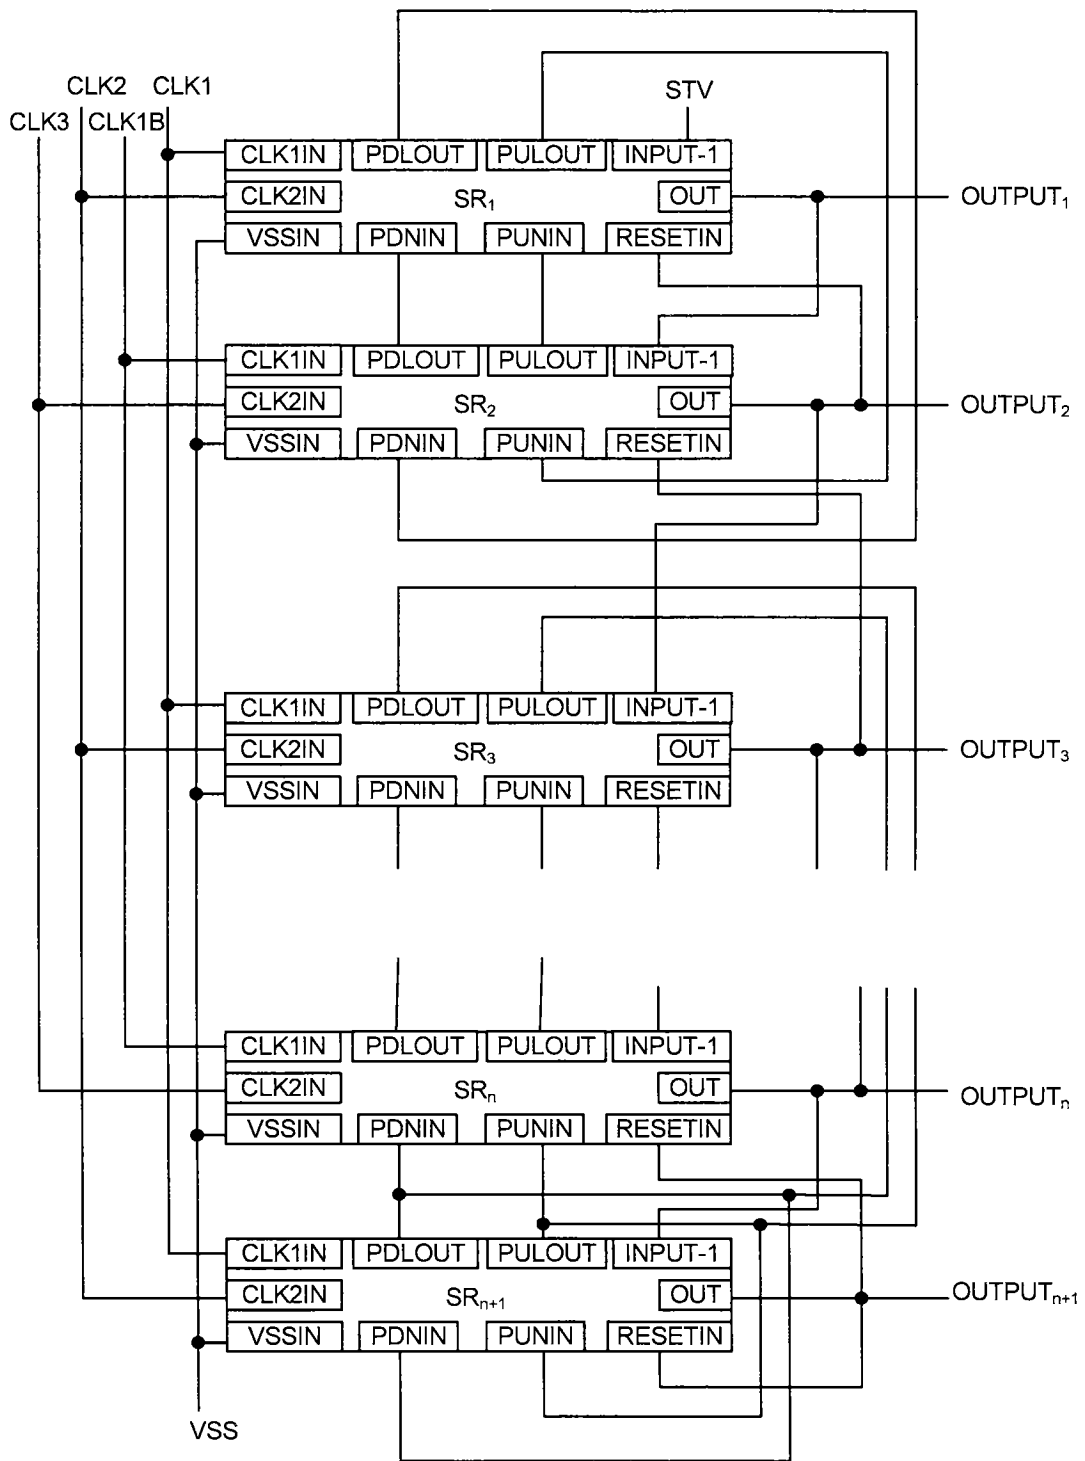 CLK2 CLK1
CLK3 CLK1B
STV
CLK1IN PDLOUT PULOUT INPUT-1
CLK2IN SR1 OUT OUTPUT1
VSSIN PDNIN PUNIN RESETIN
CLK1IN PDLOUT PULOUT INPUT-1
CLK2IN SR2 OUT OUTPUT2
VSSIN PDNIN PUNIN RESETIN
CLK1IN PDLOUT PULOUT INPUT-1
CLK2IN SR3 OUT OUTPUT3
VSSIN PDNIN PUNIN RESETIN
CLK1IN PDLOUT PULOUT INPUT-1
CLK2IN SRn OUT OUTPUTn
VSSIN PDNIN PUNIN RESETIN
CLK1IN PDLOUT PULOUT INPUT-1
CLK2IN SRn+1 OUT OUTPUTn+1
VSSIN PDNIN PUNIN RESETIN
VSS